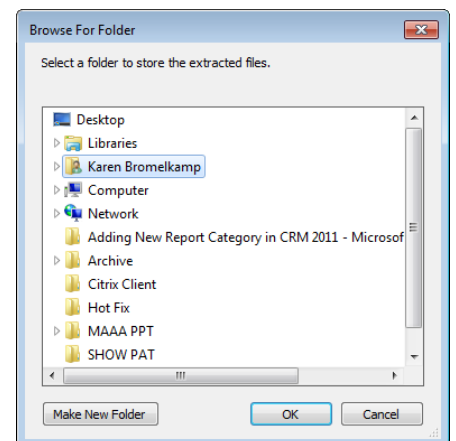 Browse For Folder
Select a folder to store the extracted files.
Desktop
Libraries
Karen Bromelkamp
Computer
Network
Adding New Report Category in CRM 2011 - Microsof
Archive
Citrix Client
Hot Fix
MAAA PPT
SHOW PAT
Make New Folder
OK
Cancel